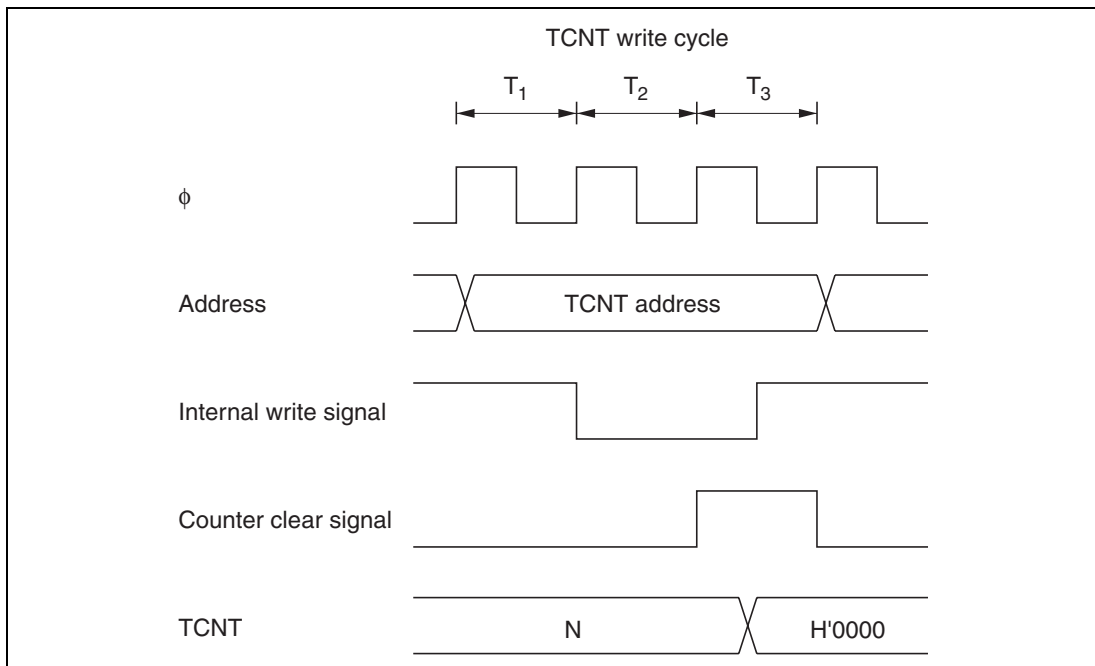 TCNT write cycle
T1 T2 T3
ϕ
Address
TCNT address
Internal write signal
Counter clear signal
TCNT
N
H'0000